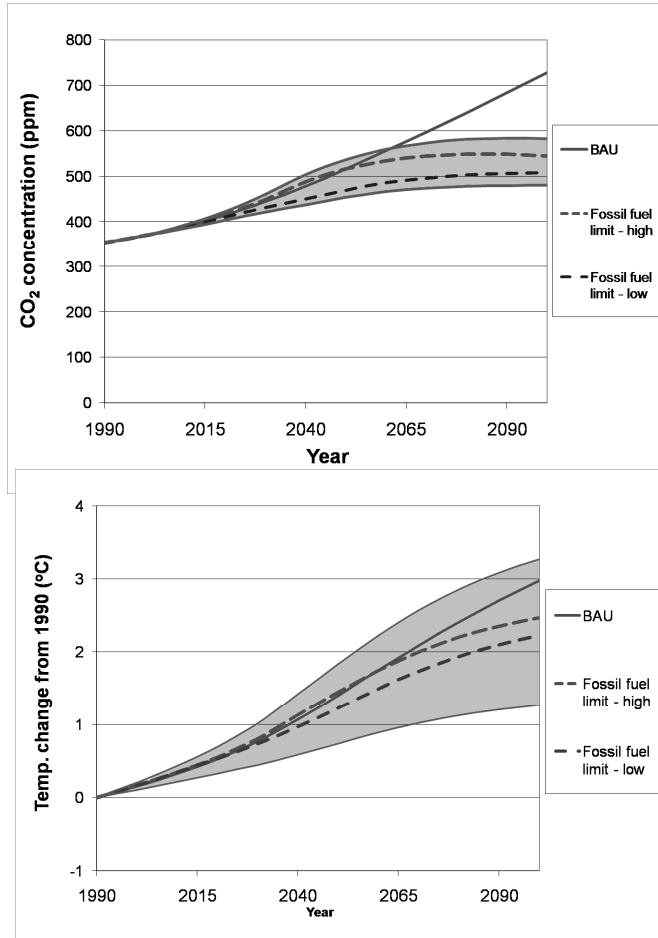 800
700
600
500
400
300
200
100
0
CO2 concentration (ppm)
1990
2015
2040
2065
2090
Year
BAU
Fossil fuel
limit - high
Fossil fuel
limit - low
4
3
2
1
0
-1
Temp. change from 1990 (ºC)
1990
2015
2040
2065
2090
Year
BAU
Fossil fuel
limit - high
Fossil fuel
limit - low